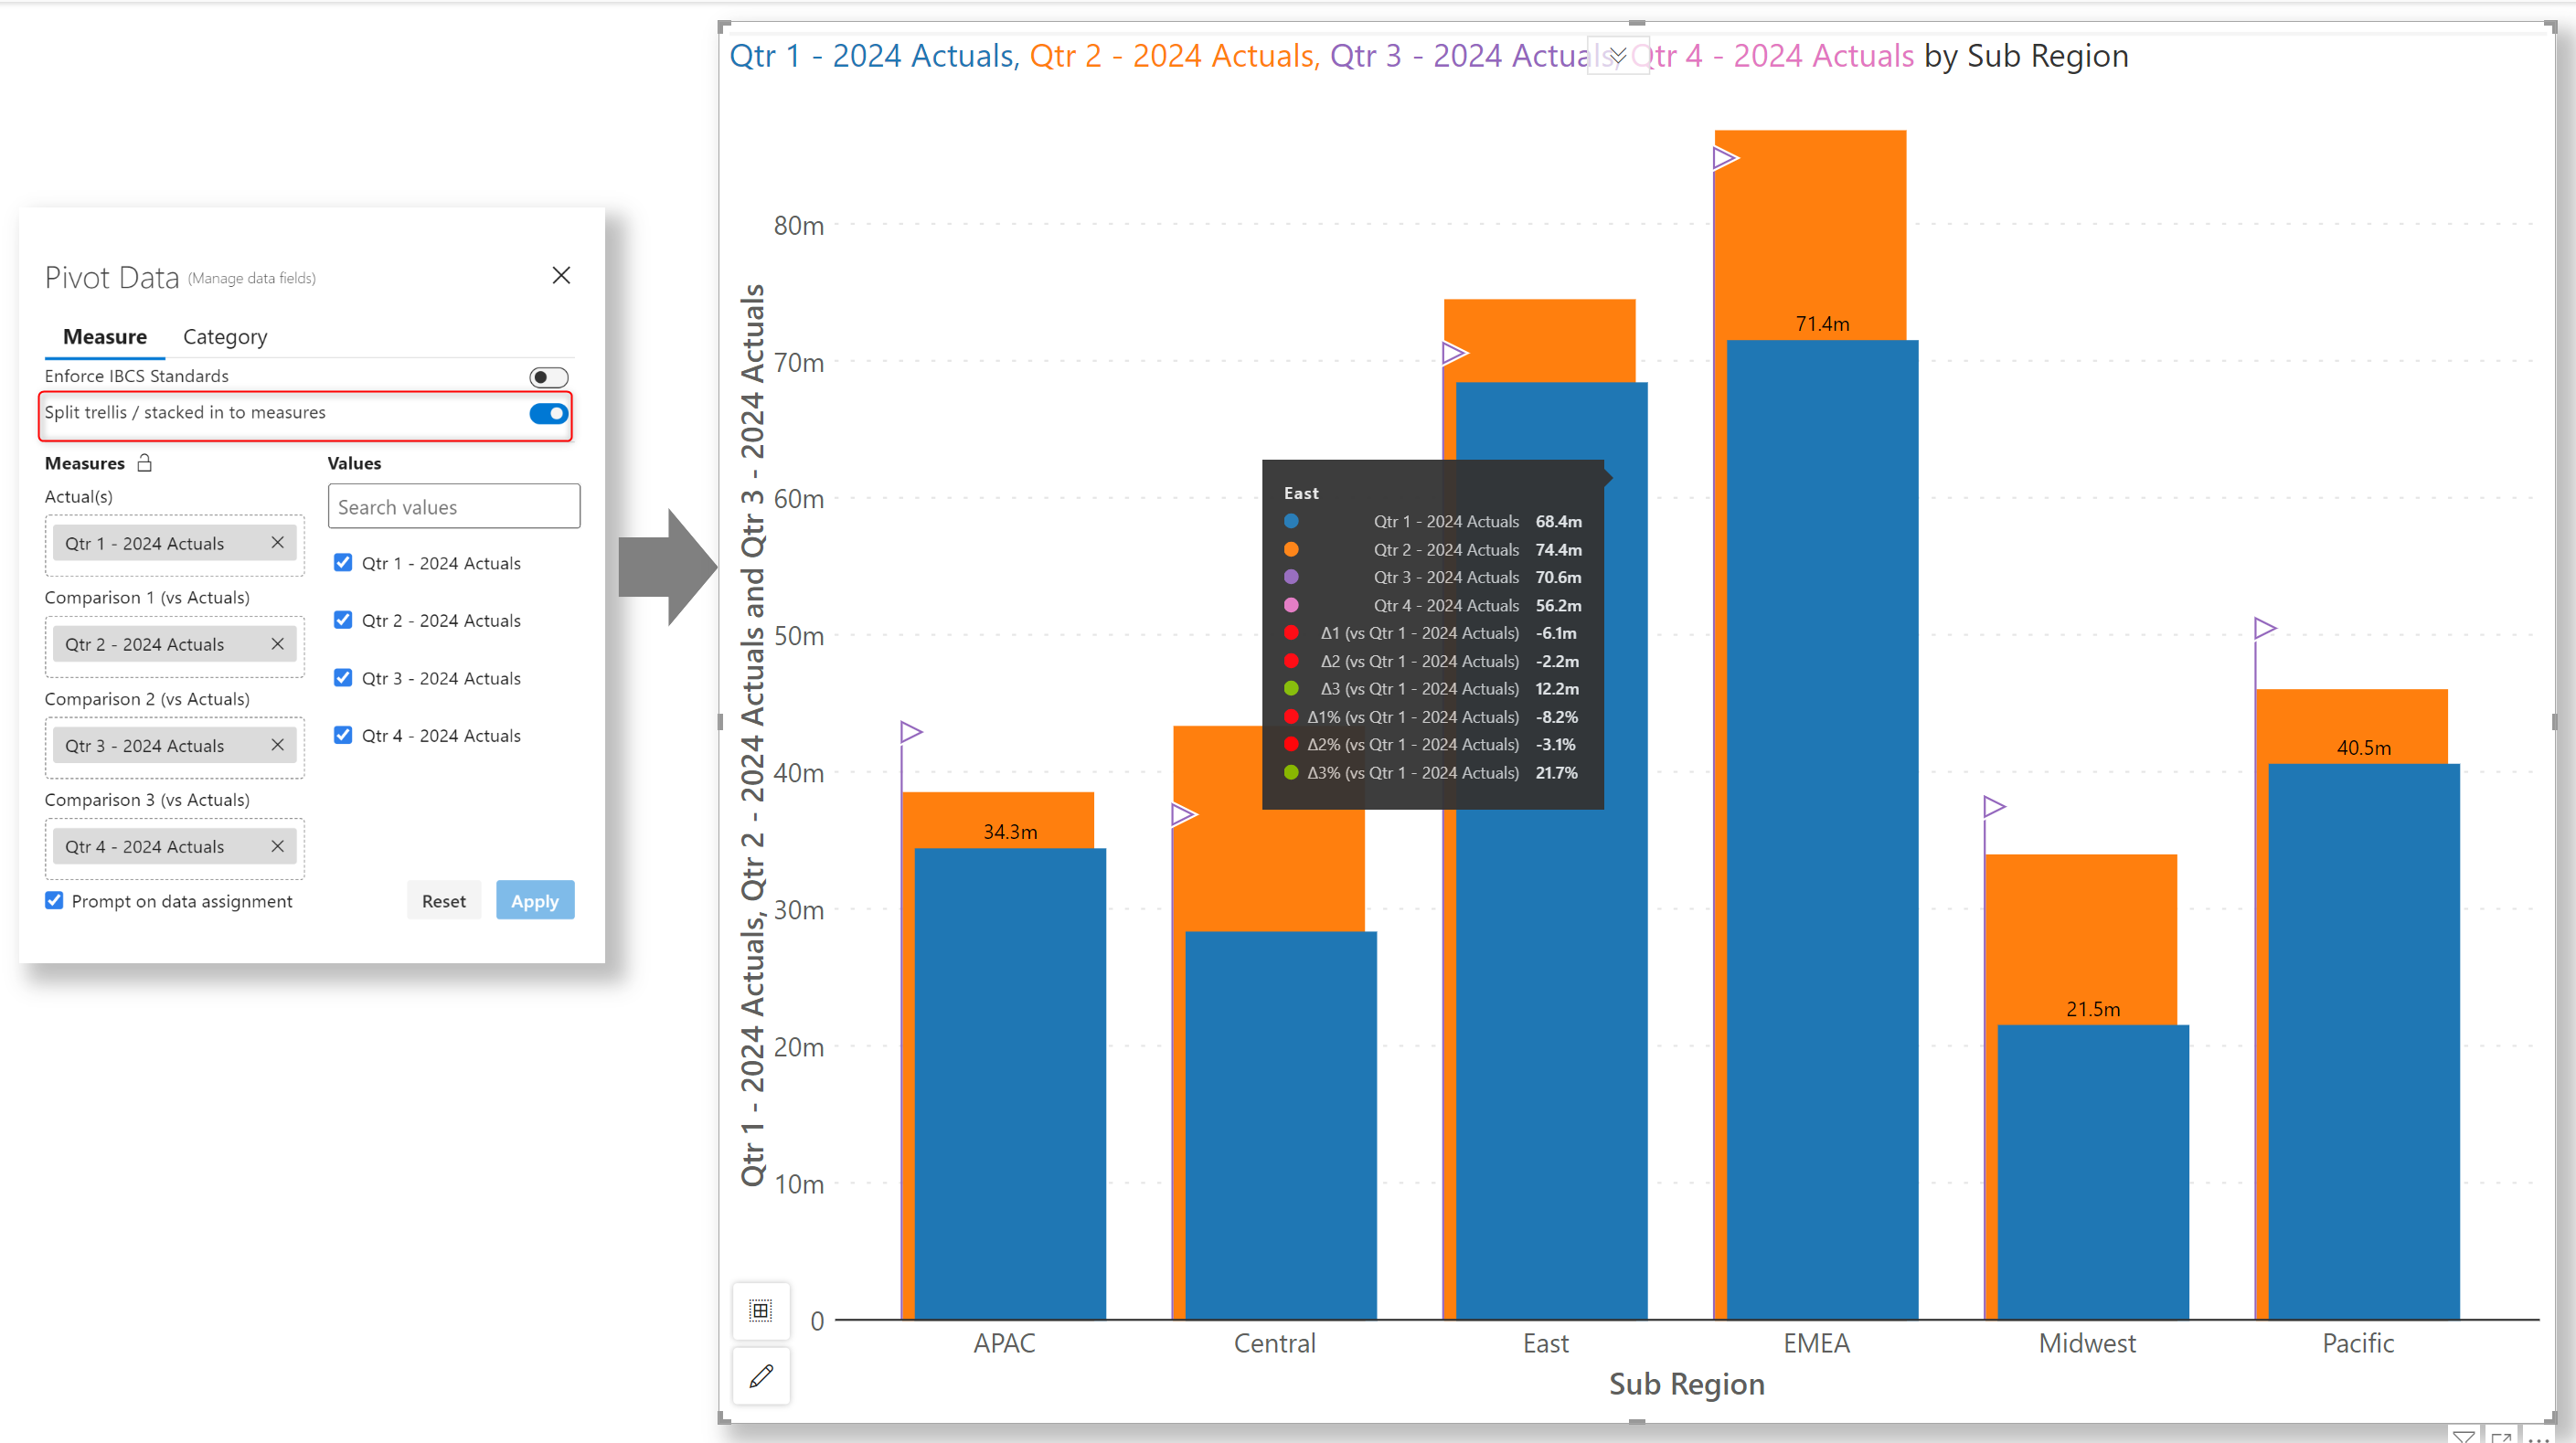 Pivot Data (Manage data fields)
Measure Category
Enforce IBCS Standards
Split trellis / stacked in to measures
Measures
Actual(s)
Qtr 1 - 2024 Actuals
Comparison 1 (vs Actuals)
Qtr 2 - 2024 Actuals
Comparison 2 (vs Actuals)
Qtr 3 - 2024 Actuals
Comparison 3 (vs Actuals)
Qtr 4 - 2024 Actuals
Prompt on data assignment
Values
Search values
Qtr 1 - 2024 Actuals
Qtr 2 - 2024 Actuals
Qtr 3 - 2024 Actuals
Qtr 4 - 2024 Actuals
Reset Apply
Qtr 1 - 2024 Actuals, Qtr 2 - 2024 Actuals, Qtr 3 - 2024 Actuals, Qtr 4 - 2024 Actuals by Sub Region
Qtr 1 - 2024 Actuals, Qtr 2 - 2024 Actuals and Qtr 3 - 2024 Actuals
80m
70m
60m
50m
40m
30m
20m
10m
0
34.3m
71.4m
21.5m
40.5m
East
Qtr 1 - 2024 Actuals 68.4m
Qtr 2 - 2024 Actuals 74.4m
Qtr 3 - 2024 Actuals 70.6m
Qtr 4 - 2024 Actuals 56.2m
Δ1 (vs Qtr 1 - 2024 Actuals) -6.1m
Δ2 (vs Qtr 1 - 2024 Actuals) -2.2m
Δ3 (vs Qtr 1 - 2024 Actuals) 12.2m
Δ1% (vs Qtr 1 - 2024 Actuals) -8.2%
Δ2% (vs Qtr 1 - 2024 Actuals) -3.1%
Δ3% (vs Qtr 1 - 2024 Actuals) 21.7%
APAC Central East EMEA Midwest Pacific
Sub Region